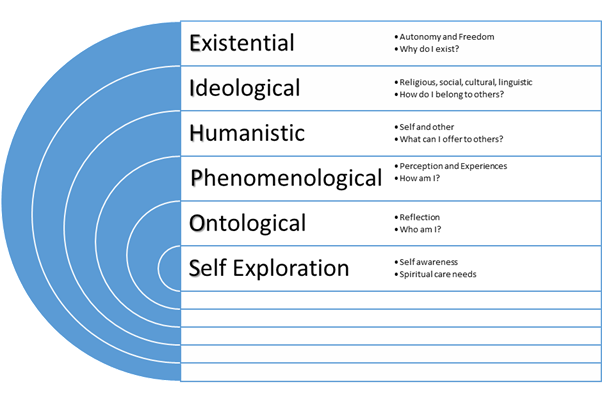 Existential
• Autonomy and Freedom
• Why do I exist?
Ideological
• Religious, social, cultural, linguistic
• How do I belong to others?
Humanistic
• Self and other
• What can I offer to others?
Phenomenological
• Perception and Experiences
• How am I?
Ontological
• Reflection
• Who am I?
Self Exploration
• Self awareness
• Spiritual care needs